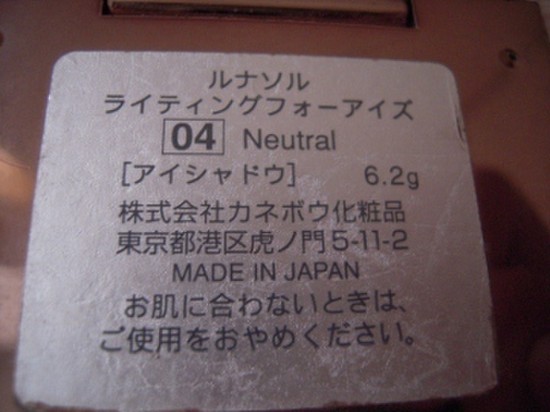 ルナソル
ライティングフォーアイズ
04 Neutral
[アイシャドウ] 6.2g
株式会社カネボウ化粧品
東京都港区虎ノ門5-11-2
MADE IN JAPAN
お肌に合わないときは、
ご使用をおやめください。